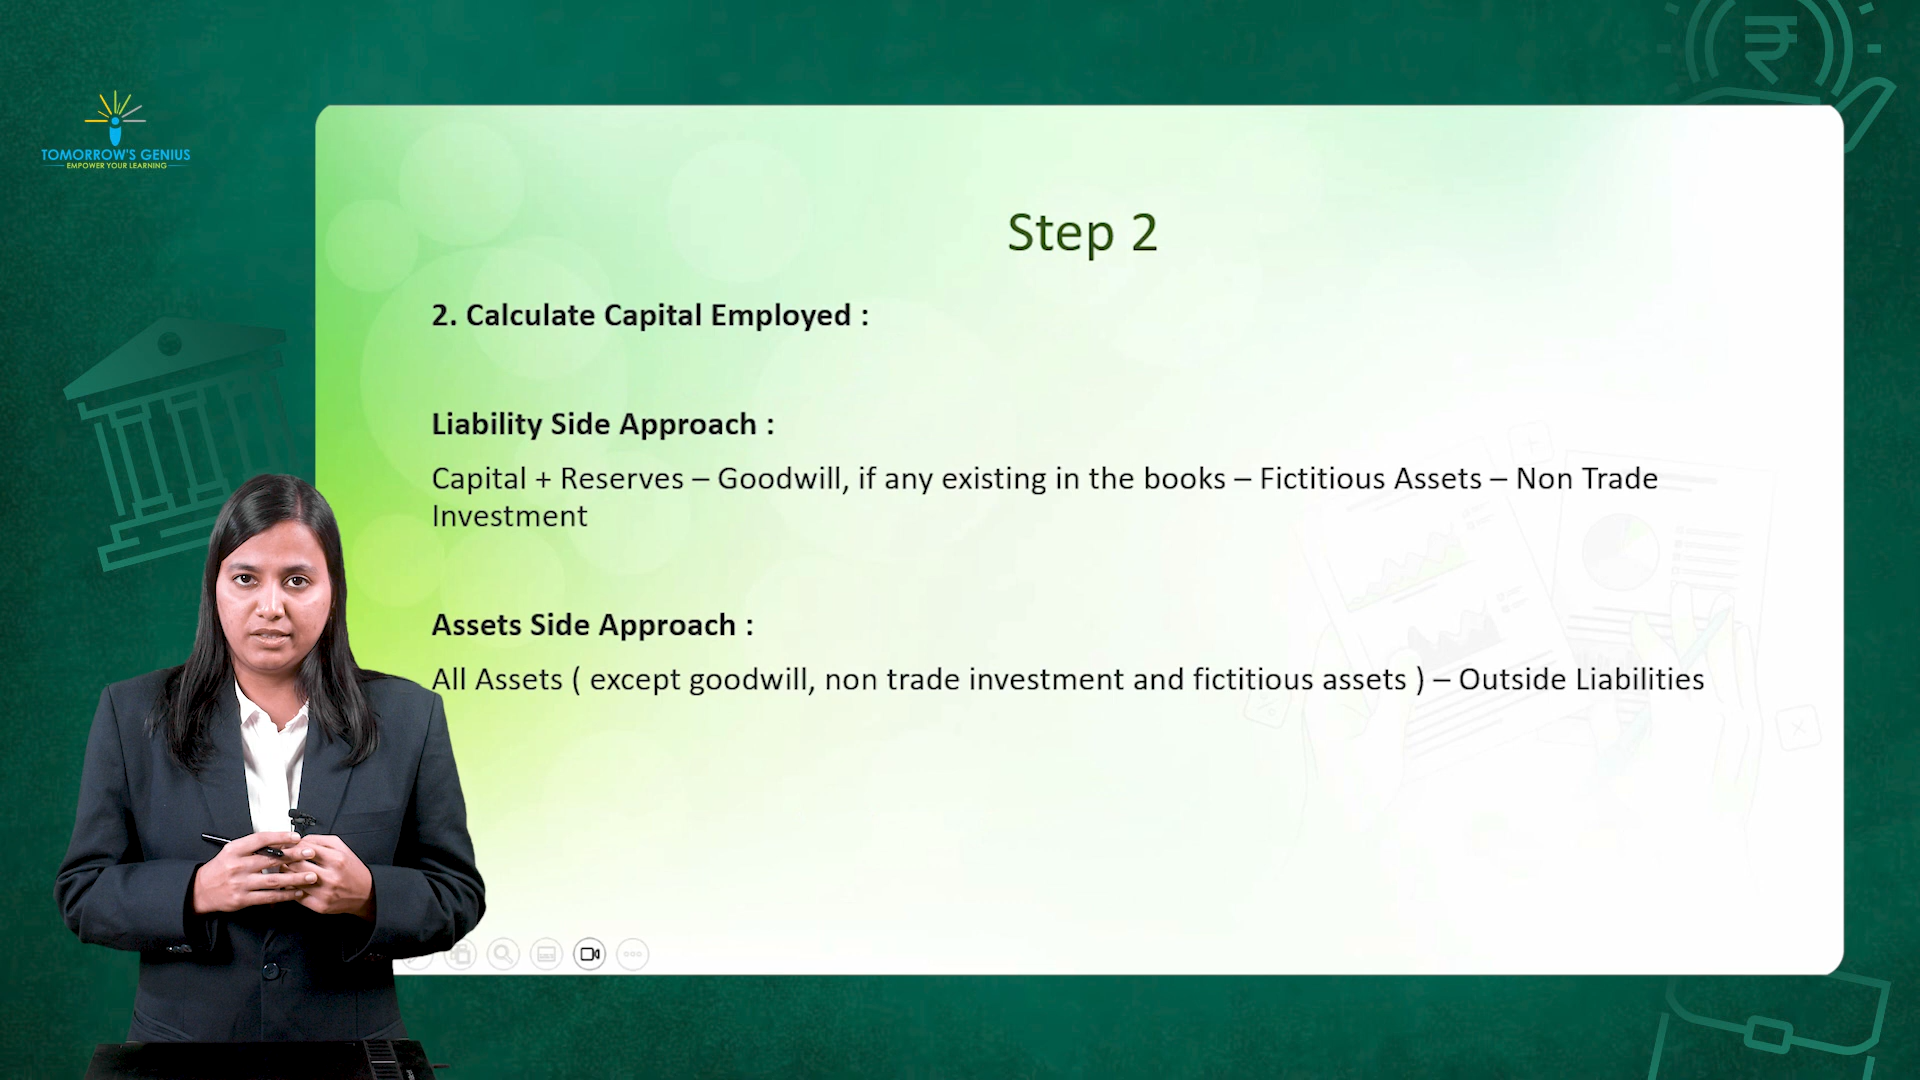 TOMORROW'S GENIUS
EMPOWER YOUR LEARNING
Step 2
2. Calculate Capital Employed :
Liability Side Approach :
Capital + Reserves – Goodwill, if any existing in the books – Fictitious Assets – Non Trade
Investment
Assets Side Approach :
All Assets ( except goodwill, non trade investment and fictitious assets ) – Outside Liabilities